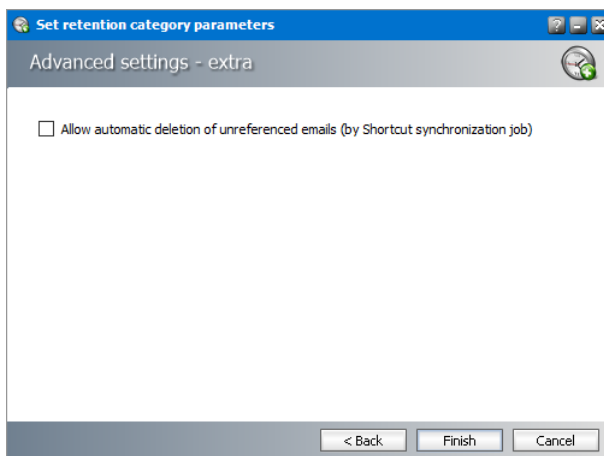 Set retention category parameters
Advanced settings - extra
Allow automatic deletion of unreferenced emails (by Shortcut synchronization job)
< Back Finish Cancel